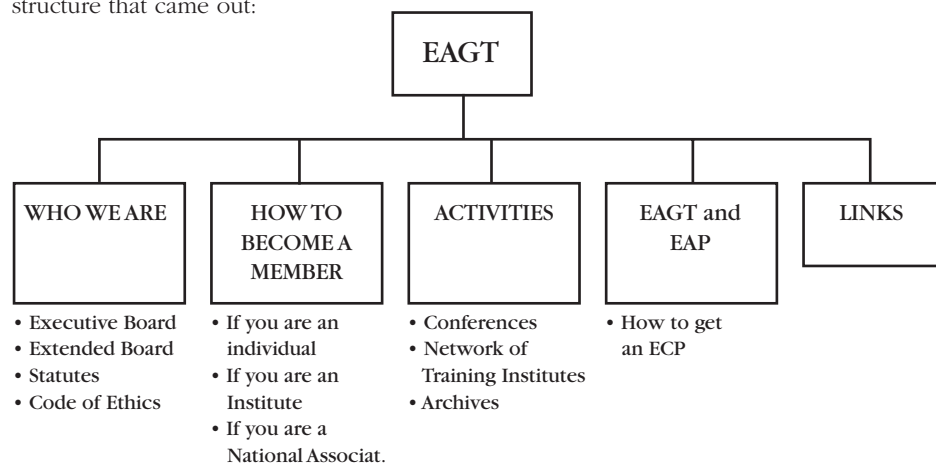 structure that came out:
EAGT
WHO WE ARE
HOW TO
BECOME A
MEMBER
ACTIVITIES
EAGT and
EAP
LINKS
• Executive Board
• Extended Board
• Statutes
• Code of Ethics
• If you are an
individual
• If you are an
Institute
• If you are a
National Associat.
• Conferences
• Network of
Training Institutes
• Archives
• How to get
an ECP